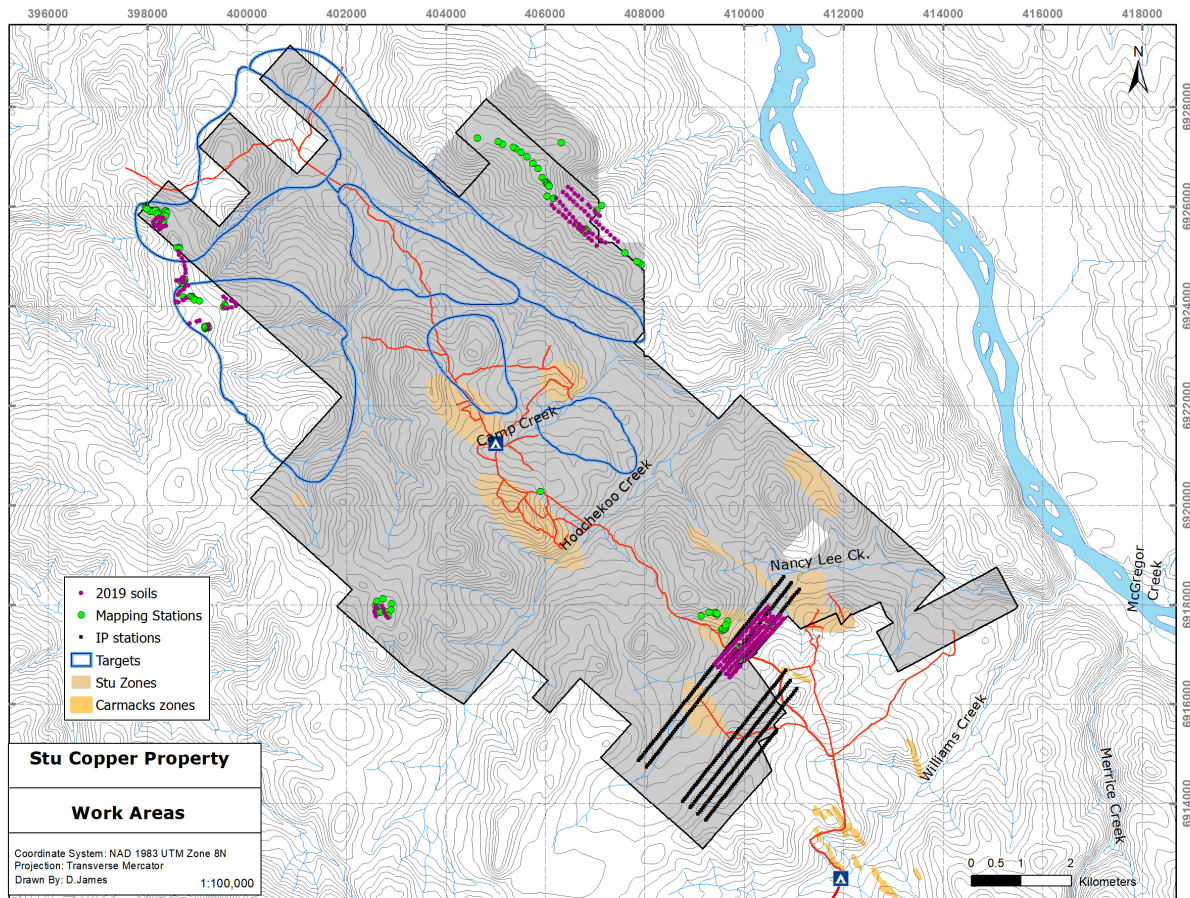 396000 398000 400000 402000 404000 406000 408000 410000 412000 414000 416000 418000
N
6928000
6926000
6924000
6922000
6920000
6918000
6916000
6914000
Camp Creek
Hoochekoo Creek
Nancy Lee Ck.
McGregor
Creek
Williams Creek
Merrice Creek
2019 soils
Mapping Stations
IP stations
Targets
Stu Zones
Carmacks zones
Stu Copper Property
Work Areas
Coordinate System: NAD 1983 UTM Zone 8N
Projection: Transverse Mercator
Drawn By: D.James
1:100,000
0 0.5 1 2
Kilometers